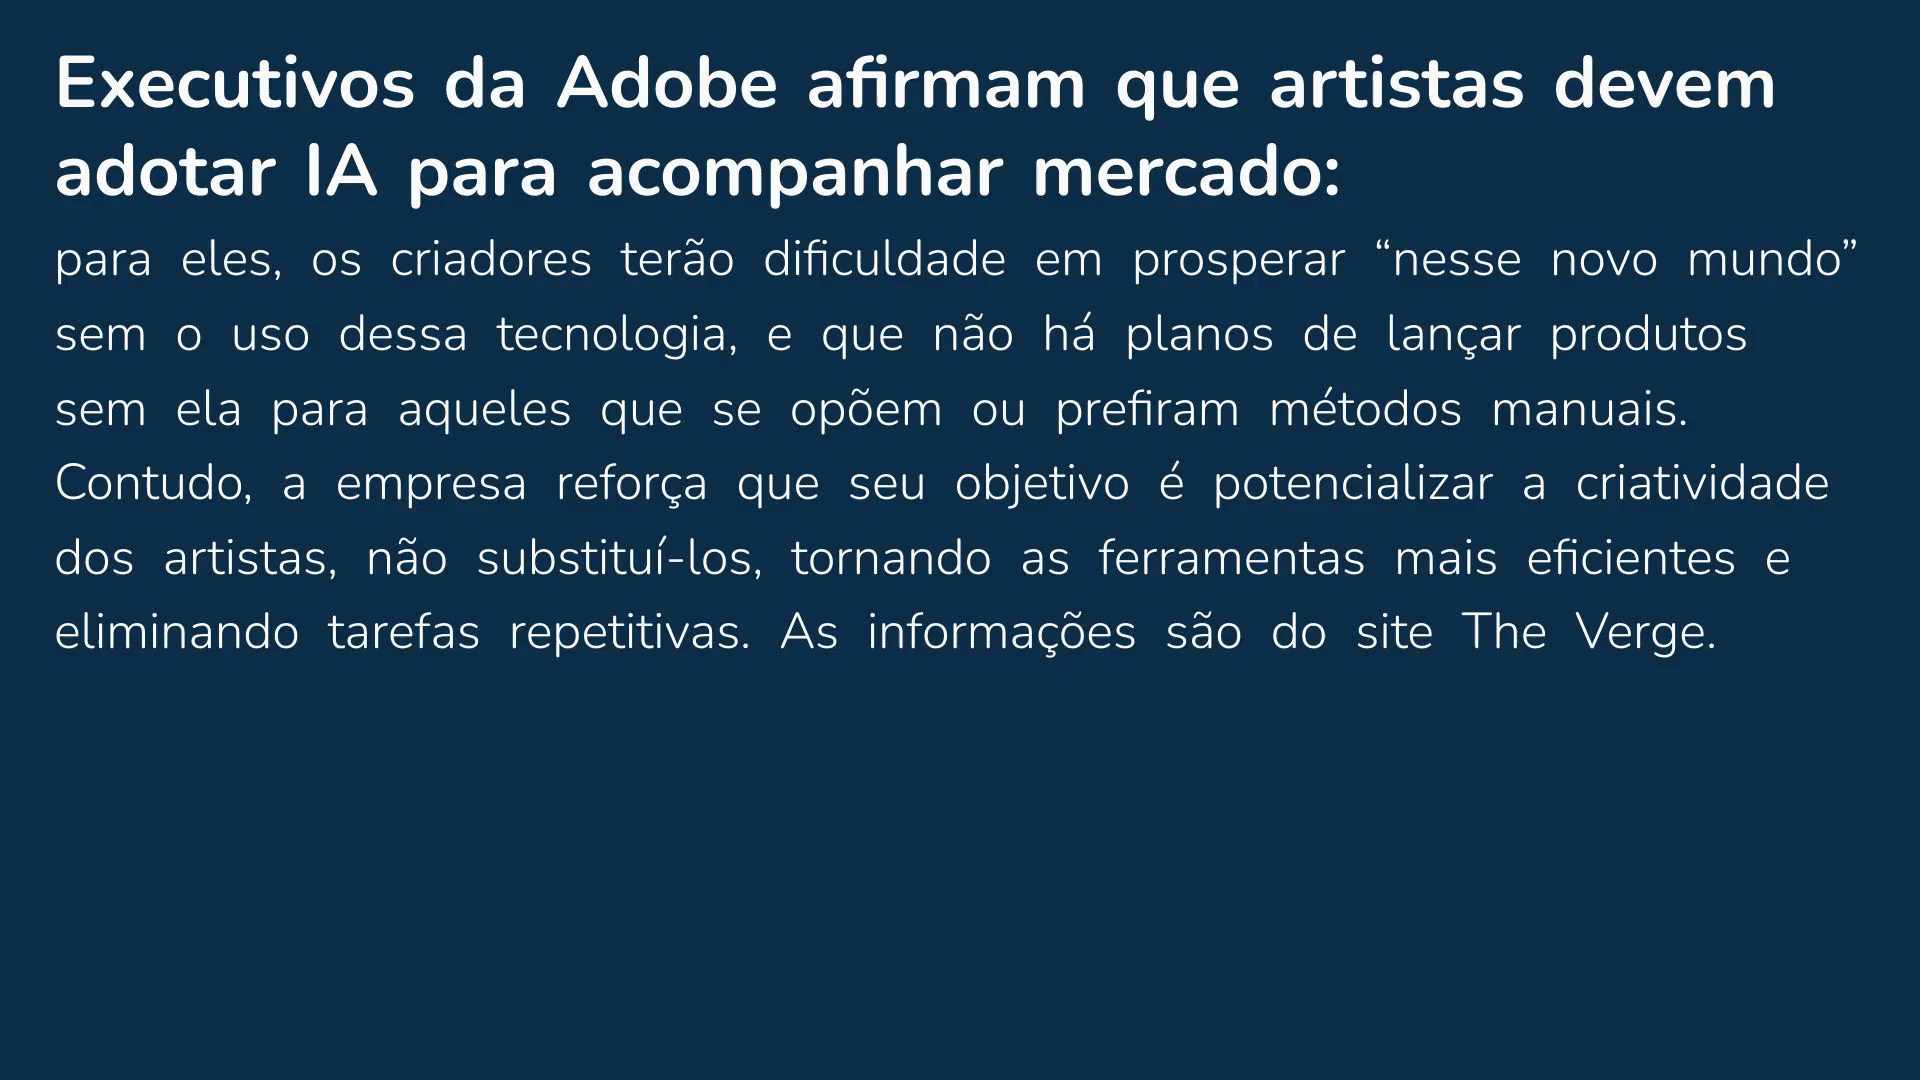 Executivos da Adobe afirmam que artistas devem
adotar IA para acompanhar mercado:
para eles, os criadores terão dificuldade em prosperar “nesse novo mundo”
sem o uso dessa tecnologia, e que não há planos de lançar produtos
sem ela para aqueles que se opõem ou prefiram métodos manuais.
Contudo, a empresa reforça que seu objetivo é potencializar a criatividade
dos artistas, não substituí-los, tornando as ferramentas mais eficientes e
eliminando tarefas repetitivas. As informações são do site The Verge.